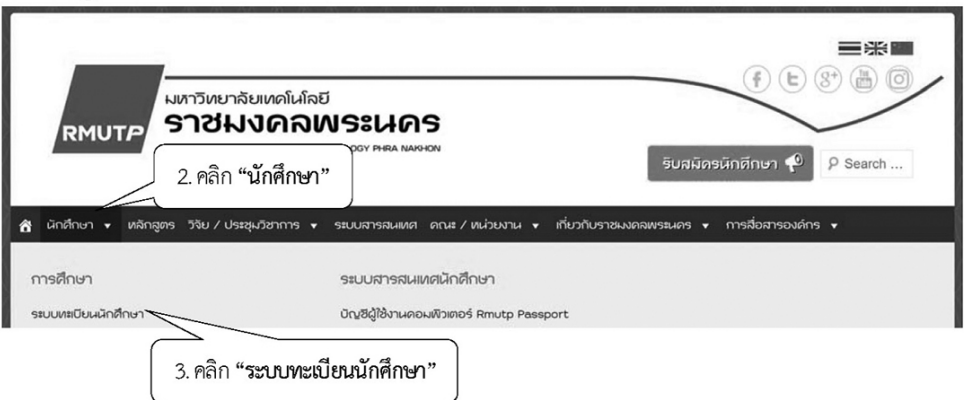 มหาวิทยาลัยเทคโนโลยี
ราชมงคลพระนคร
RMUTP
OGY PHRA NAKHON
2. คลิก “นักศึกษา”
รับสมัครนักศึกษา
Search ...
นักศึกษา หลักสูตร วิจัย / ประชุมวิชาการ ระบบสารสนเทศ คณะ / หน่วยงาน เกี่ยวกับราชมงคลพระนคร การสื่อสารองค์กร
การศึกษา ระบบสารสนเทศนักศึกษา
ระบบทะเบียนนักศึกษา บัญชีผู้ใช้งานคอมพิวเตอร์ Rmutp Passport
3. คลิก “ระบบทะเบียนนักศึกษา”